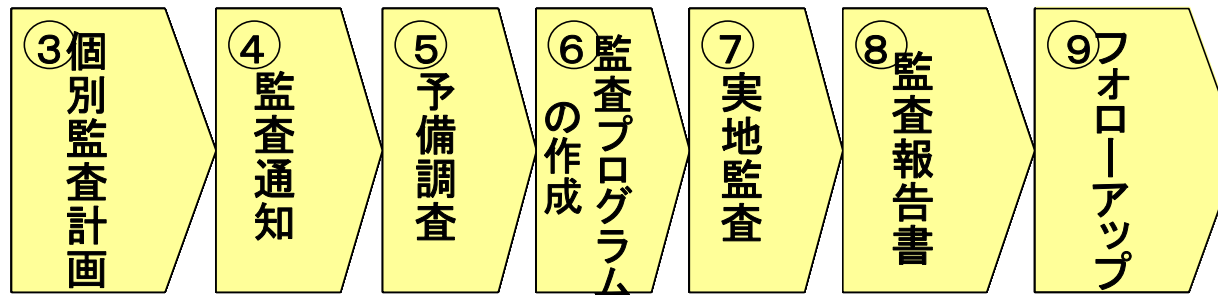 ③
個別監査計画
④
監査通知
⑤
予備調査
⑥
監査プログラム
の作成
⑦
実地監査
⑧
監査報告書
⑨
フォローアップ